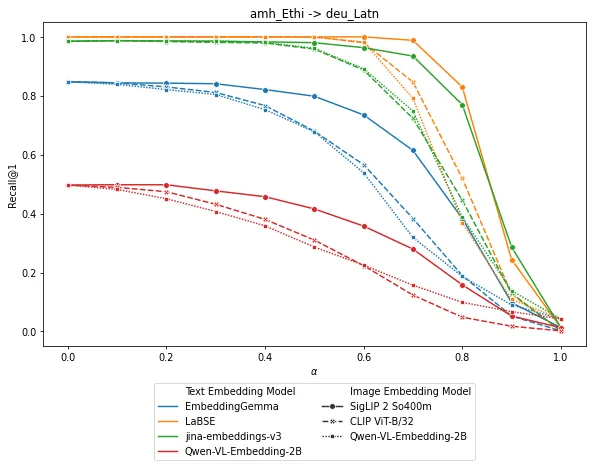 amh_Ethi -> deu_Latn
Recall@1
1.0
0.8
0.6
0.4
0.2
0.0
0.0 0.2 0.4 0.6 0.8 1.0
α
Text Embedding Model
EmbeddingGemma
LaBSE
jina-embeddings-v3
Qwen-VL-Embedding-2B
Image Embedding Model
SigLIP 2 So400m
CLIP ViT-B/32
Qwen-VL-Embedding-2B